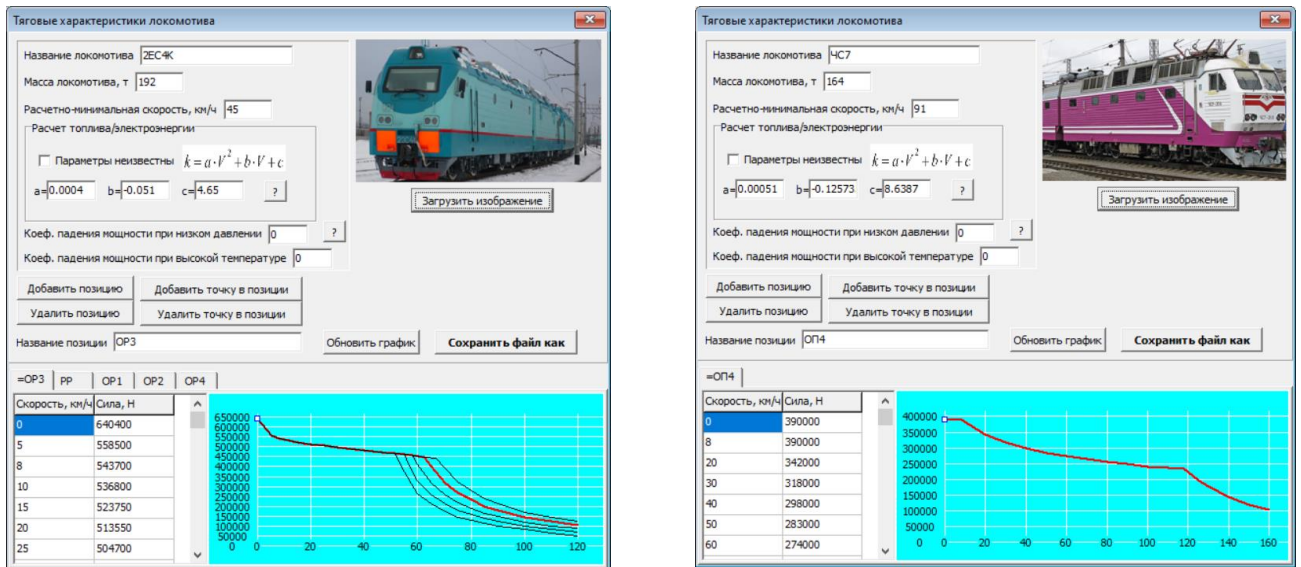 Тяговые характеристики локомотива
Название локомотива 2ЕС4К
Масса локомотива, т 192
Расчетно-минимальная скорость, км/ч 45
Расчет топлива/электроэнергии
Параметры неизвестны k = a·V² + b·V + c
a= 0.0004 b= -0.051 c= 4.65 ?
Коеф. падения мощности при низком давлении 0 ?
Коеф. падения мощности при высокой температуре 0
Загрузить изображение
Добавить позицию Добавить точку в позиции
Удалить позицию Удалить точку в позиции
Название позиции ОР3 Обновить график Сохранить файл как
=ОР3 РР ОР1 ОР2 ОР4
Скорость, км/ч Сила, Н
0 640400
5 558500
8 543700
10 536800
15 523750
20 513550
25 504700
650000
600000
550000
500000
450000
400000
350000
300000
250000
200000
150000
100000
50000
0
0 20 40 60 80 100 120
Тяговые характеристики локомотива
Название локомотива ЧС7
Масса локомотива, т 164
Расчетно-минимальная скорость, км/ч 91
Расчет топлива/электроэнергии
Параметры неизвестны k = a·V² + b·V + c
a= 0.00051 b= -0.12573 c= 8.6387 ?
Коеф. падения мощности при низком давлении 0 ?
Коеф. падения мощности при высокой температуре 0
Загрузить изображение
Добавить позицию Добавить точку в позиции
Удалить позицию Удалить точку в позиции
Название позиции ОП4 Обновить график Сохранить файл как
=ОП4
Скорость, км/ч Сила, Н
0 390000
8 390000
20 342000
30 318000
40 298000
50 283000
60 274000
400000
350000
300000
250000
200000
150000
100000
50000
0
0 20 40 60 80 100 120 140 160